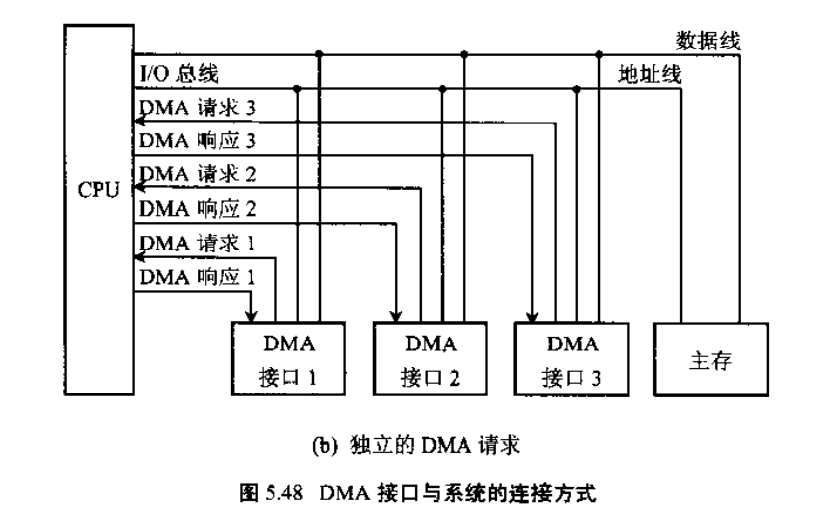 数据线
I/O 总线
地址线
DMA 请求 3
DMA 响应 3
DMA 请求 2
CPU
DMA 响应 2
DMA 请求 1
DMA 响应 1
DMA
接口 1
DMA
接口 2
DMA
接口 3
主存
(b) 独立的 DMA 请求
图 5.48 DMA 接口与系统的连接方式